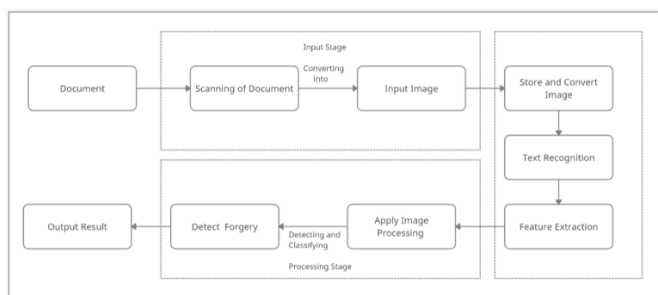 Input Stage
Document
Scanning of Document
Converting
into
Input Image
Store and Convert
Image
Text Recognition
Feature Extraction
Apply Image
Processing
Detecting and
Classifying
Detect Forgery
Output Result
Processing Stage